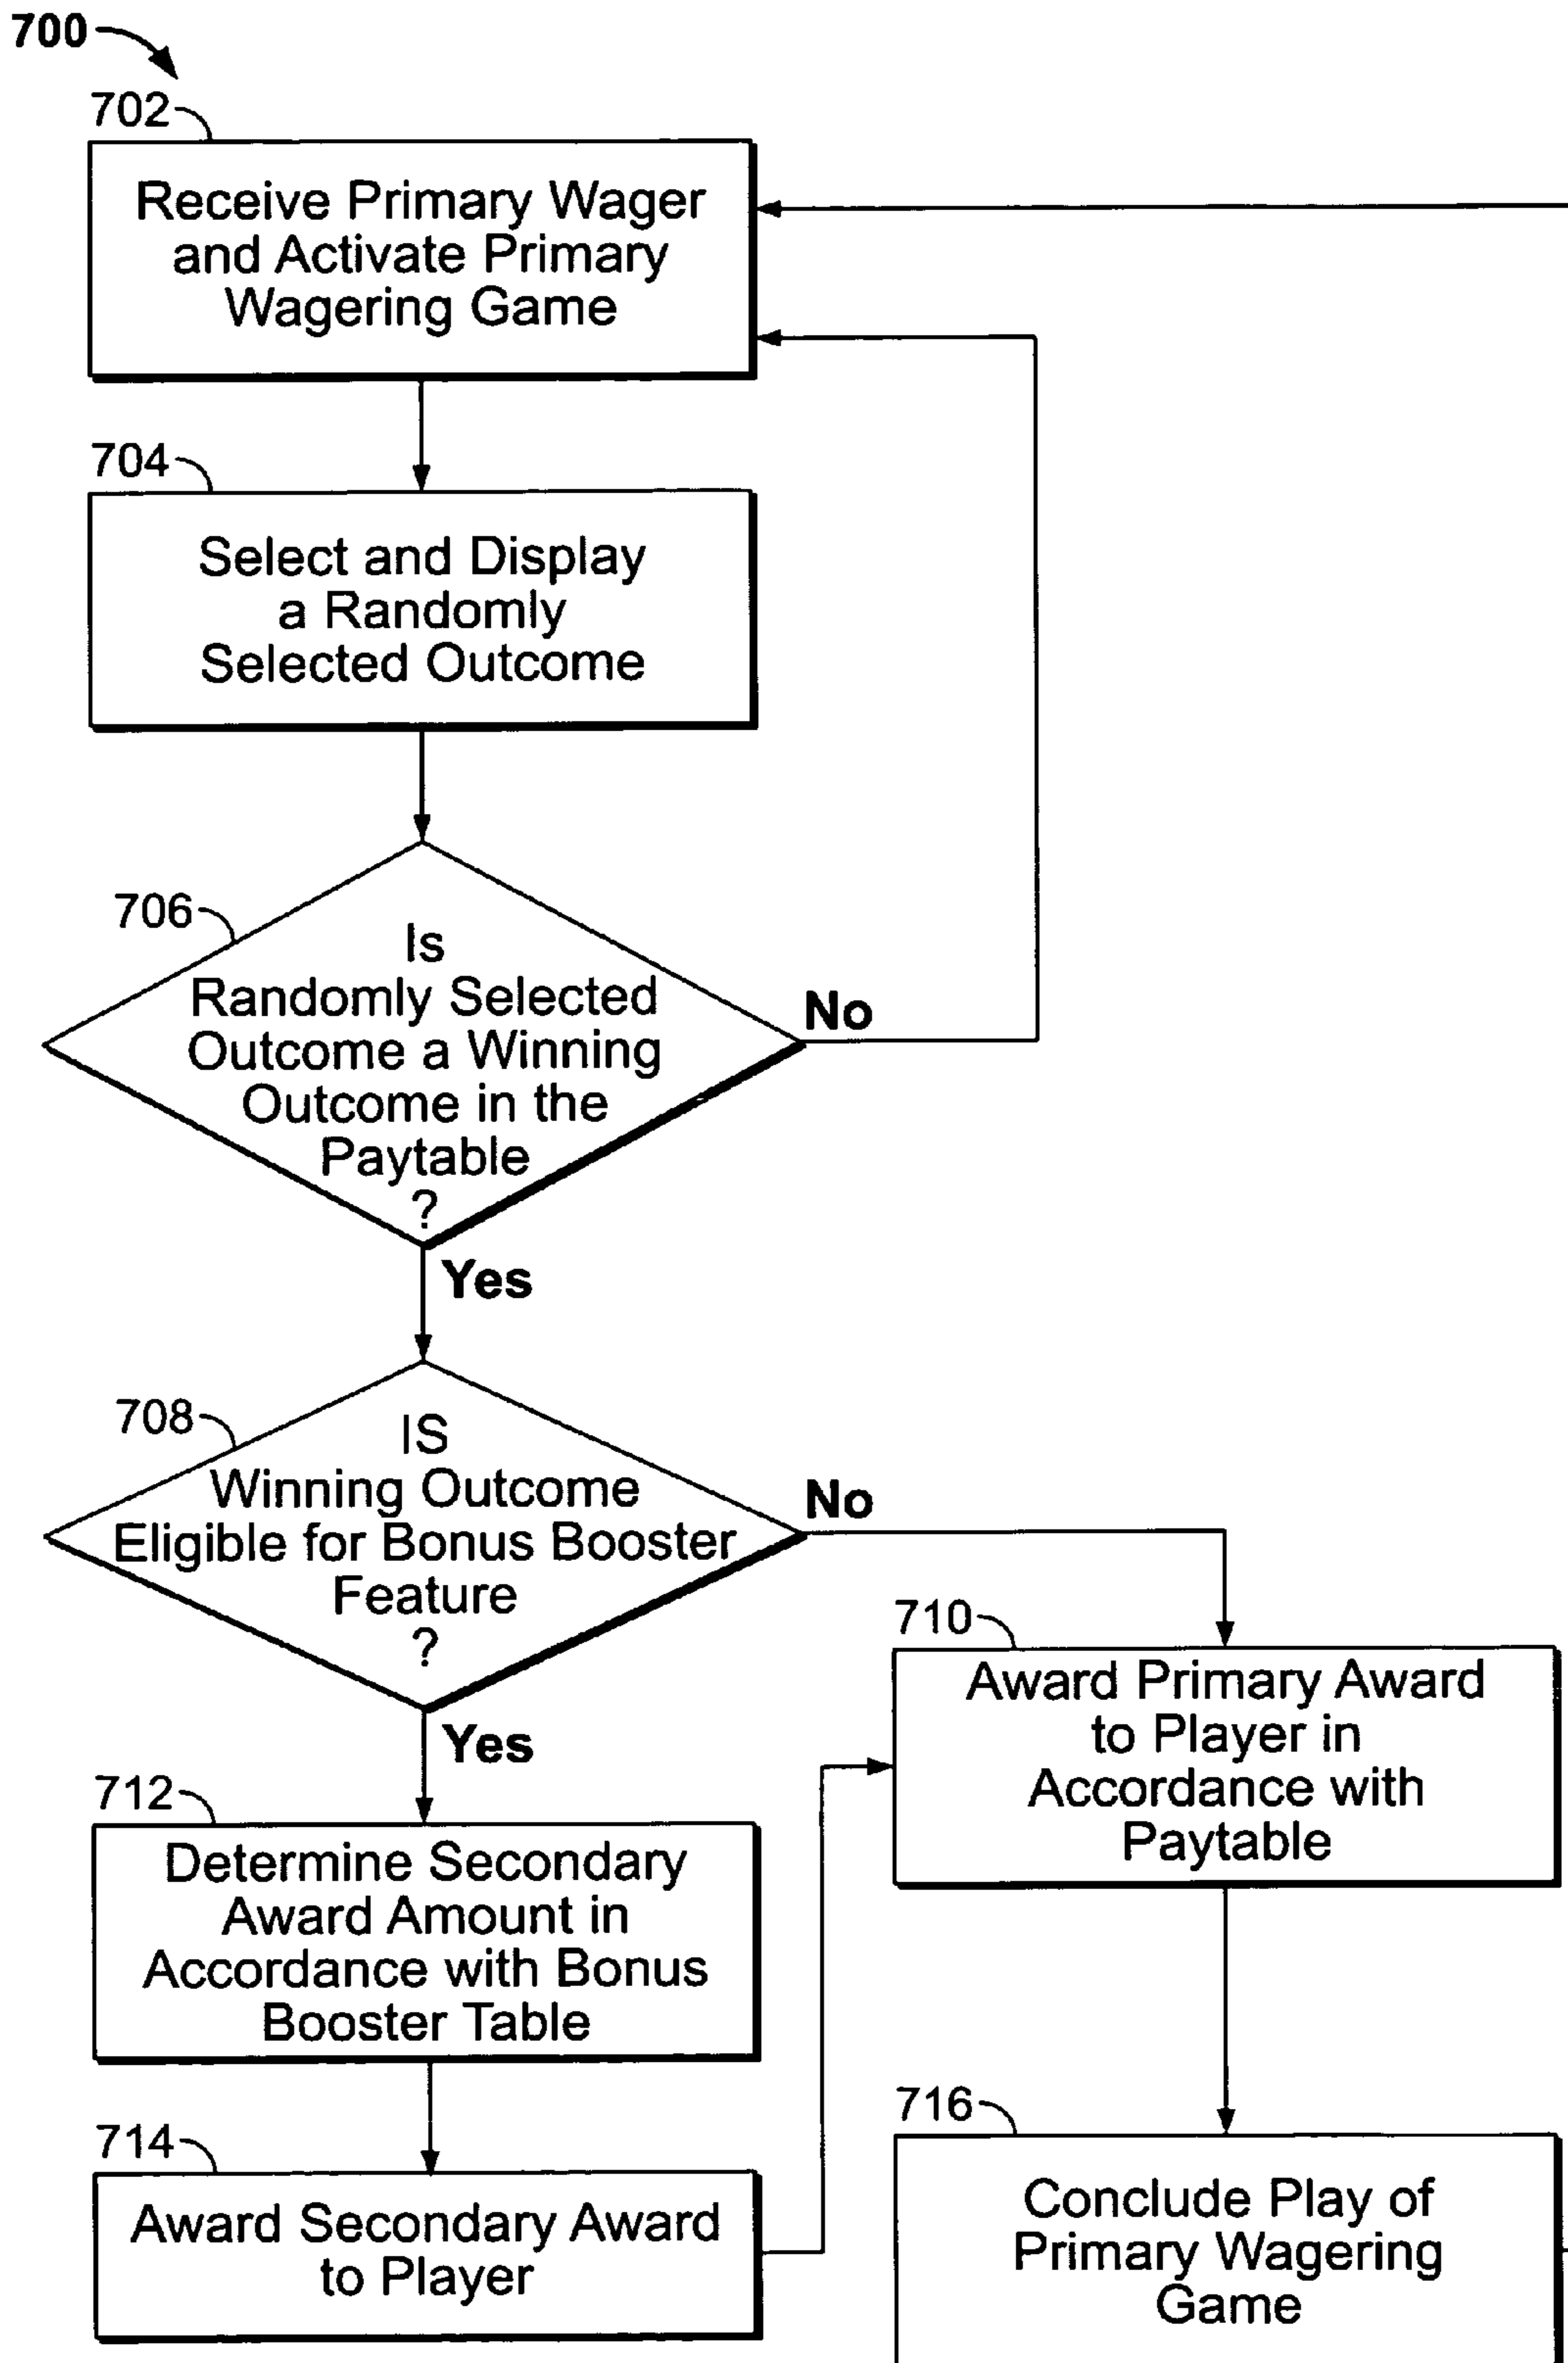 700
702
Receive Primary Wager
and Activate Primary
Wagering Game
704
Select and Display
a Randomly
Selected Outcome
706
Is
Randomly Selected
Outcome a Winning
Outcome in the
Paytable
?
No
Yes
708
IS
Winning Outcome
Eligible for Bonus Booster
Feature
?
No
Yes
710
Award Primary Award
to Player in
Accordance with
Paytable
712
Determine Secondary
Award Amount in
Accordance with Bonus
Booster Table
714
Award Secondary Award
to Player
716
Conclude Play of
Primary Wagering
Game